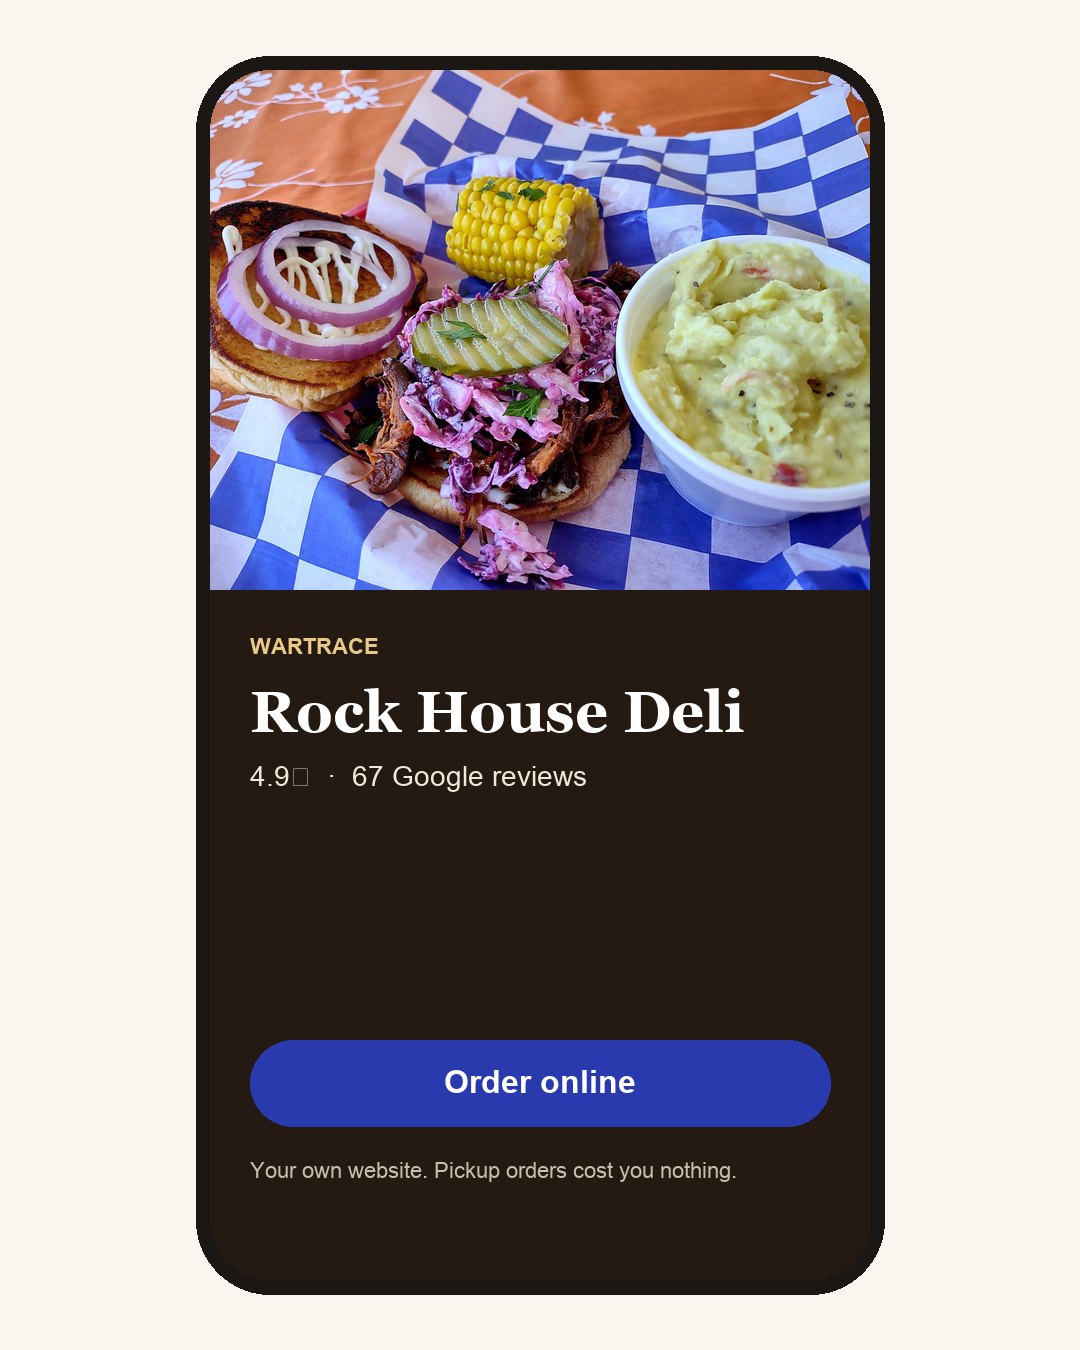 WARTRACE
Rock House Deli
4.9□ · 67 Google reviews
Order online
Your own website. Pickup orders cost you nothing.